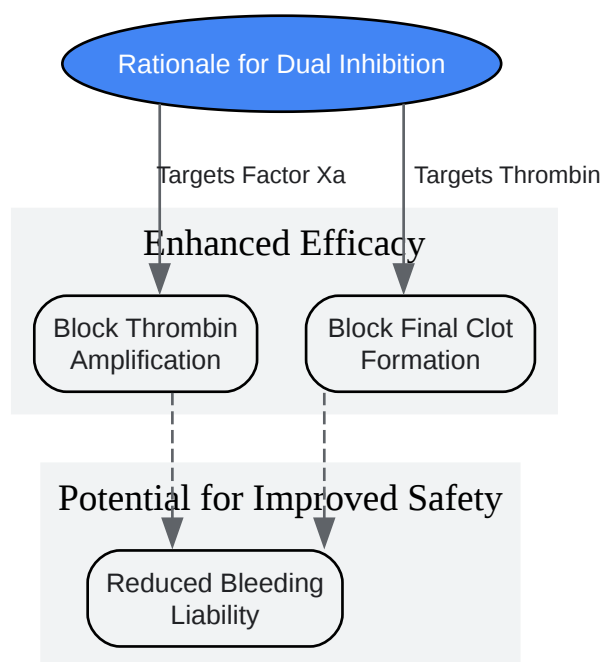 Rationale for Dual Inhibition
Targets Factor Xa
Targets Thrombin
Enhanced Efficacy
Block Thrombin
Amplification
Block Final Clot
Formation
Potential for Improved Safety
Reduced Bleeding
Liability